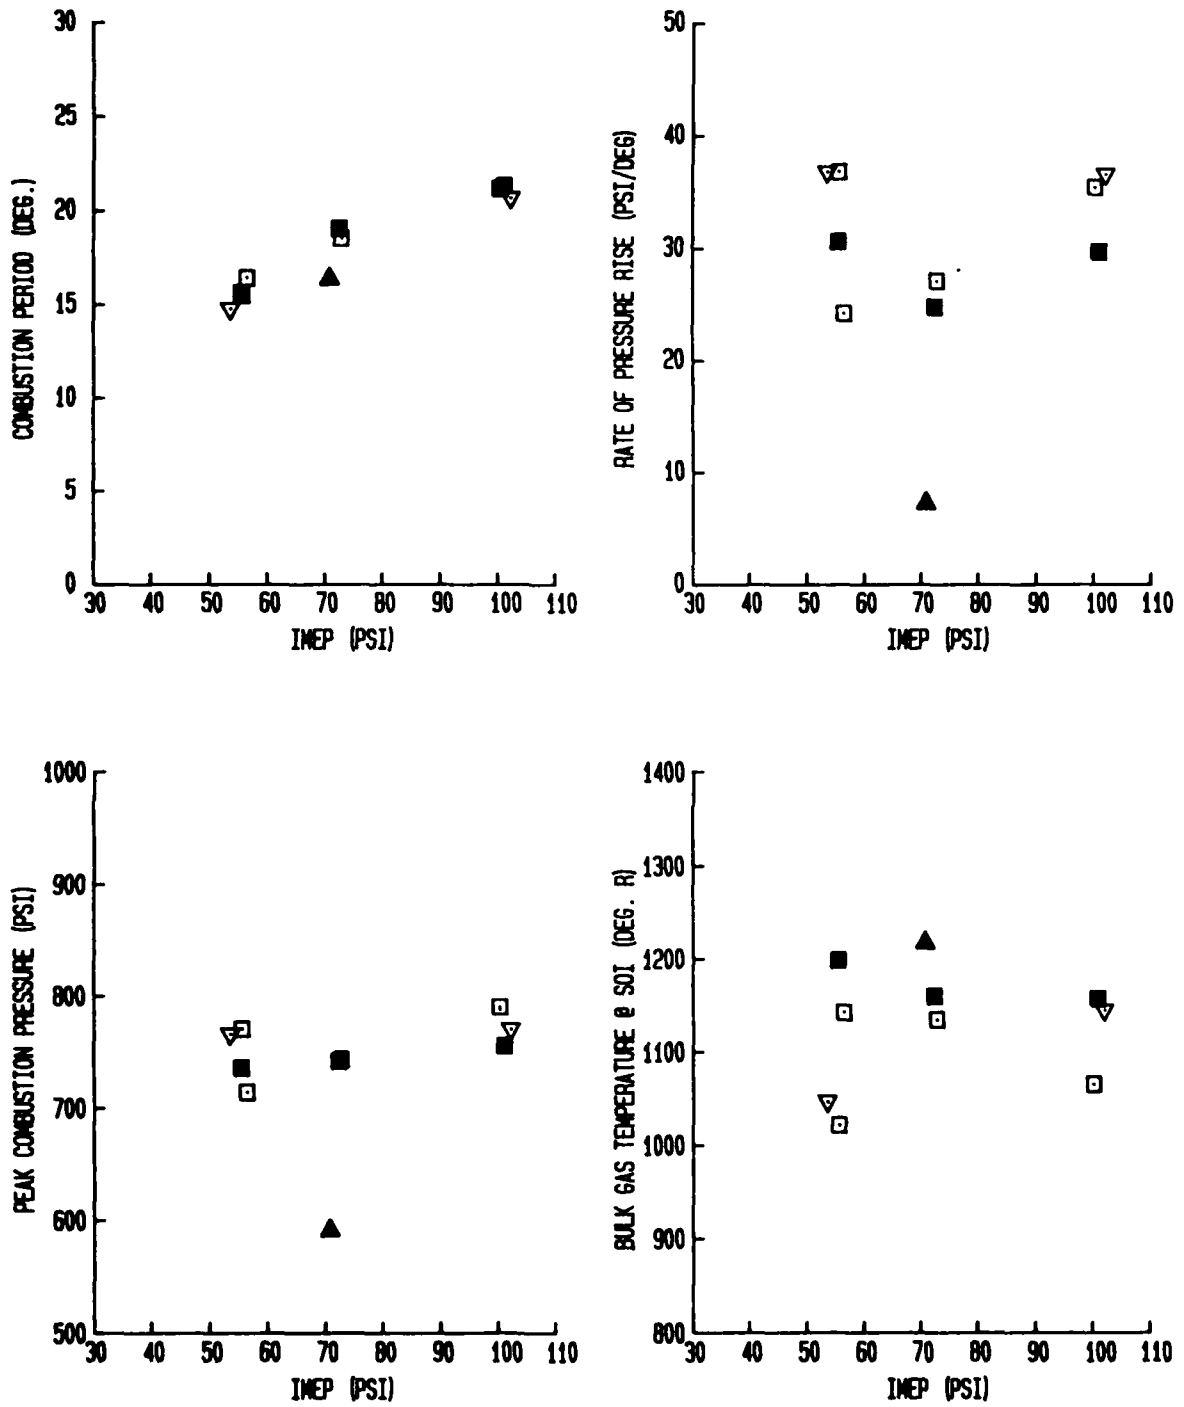 COMBUSTION PERIOD (DEG.)
30
25
20
15
10
5
0
30 40 50 60 70 80 90 100 110
IMEP (PSI)
RATE OF PRESSURE RISE (PSI/DEG)
50
40
30
20
10
0
30 40 50 60 70 80 90 100 110
IMEP (PSI)
PEAK COMBUSTION PRESSURE (PSI)
1000
900
800
700
600
500
30 40 50 60 70 80 90 100 110
IMEP (PSI)
BULK GAS TEMPERATURE @ SOI (DEG. R)
1400
1300
1200
1100
1000
900
800
30 40 50 60 70 80 90 100 110
IMEP (PSI)